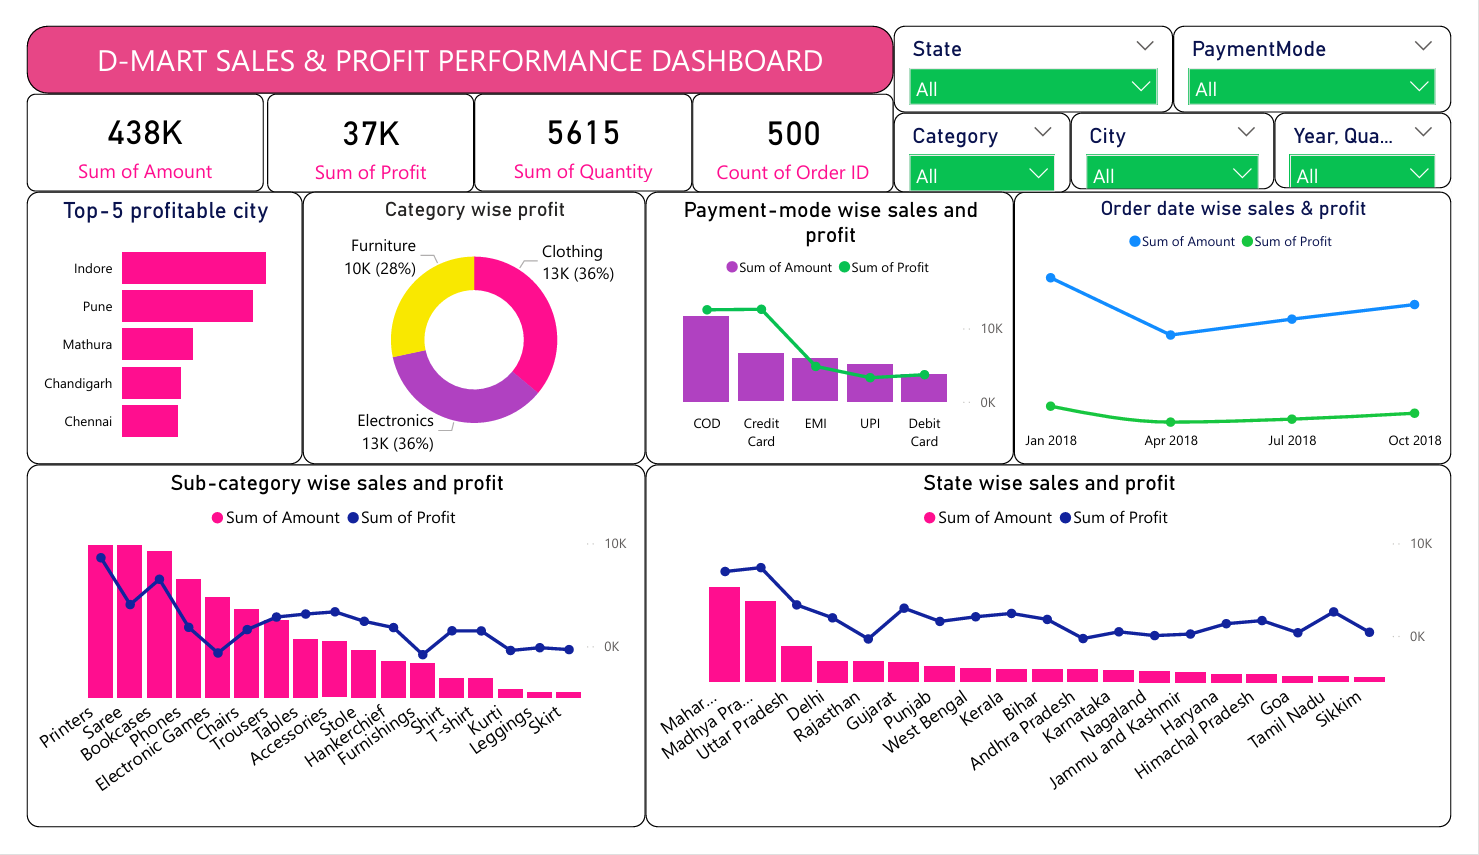 D-MART SALES & PROFIT PERFORMANCE DASHBOARD
State
All
PaymentMode
All
438K
Sum of Amount
37K
Sum of Profit
5615
Sum of Quantity
500
Count of Order ID
Category
All
City
All
Year, Qua...
All
Top-5 profitable city
Indore
Pune
Mathura
Chandigarh
Chennai
Category wise profit
Furniture
10K (28%)
Clothing
13K (36%)
Electronics
13K (36%)
Payment-mode wise sales and
profit
Sum of Amount Sum of Profit
10K
0K
COD
Credit
Card
EMI
UPI
Debit
Card
Order date wise sales & profit
Sum of Amount Sum of Profit
Jan 2018
Apr 2018
Jul 2018
Oct 2018
Sub-category wise sales and profit
Sum of Amount Sum of Profit
10K
0K
Printers
Saree
Bookcases
Phones
Electronic Games
Chairs
Trousers
Tables
Accessories
Stole
Hankerchief
Furnishings
Shirt
T-shirt
Kurti
Leggings
Skirt
State wise sales and profit
Sum of Amount Sum of Profit
10K
0K
Mahar...
Madhya Pra...
Uttar Pradesh
Delhi
Rajasthan
Gujarat
Punjab
West Bengal
Kerala
Bihar
Andhra Pradesh
Karnataka
Nagaland
Jammu and Kashmir
Haryana
Himachal Pradesh
Goa
Tamil Nadu
Sikkim